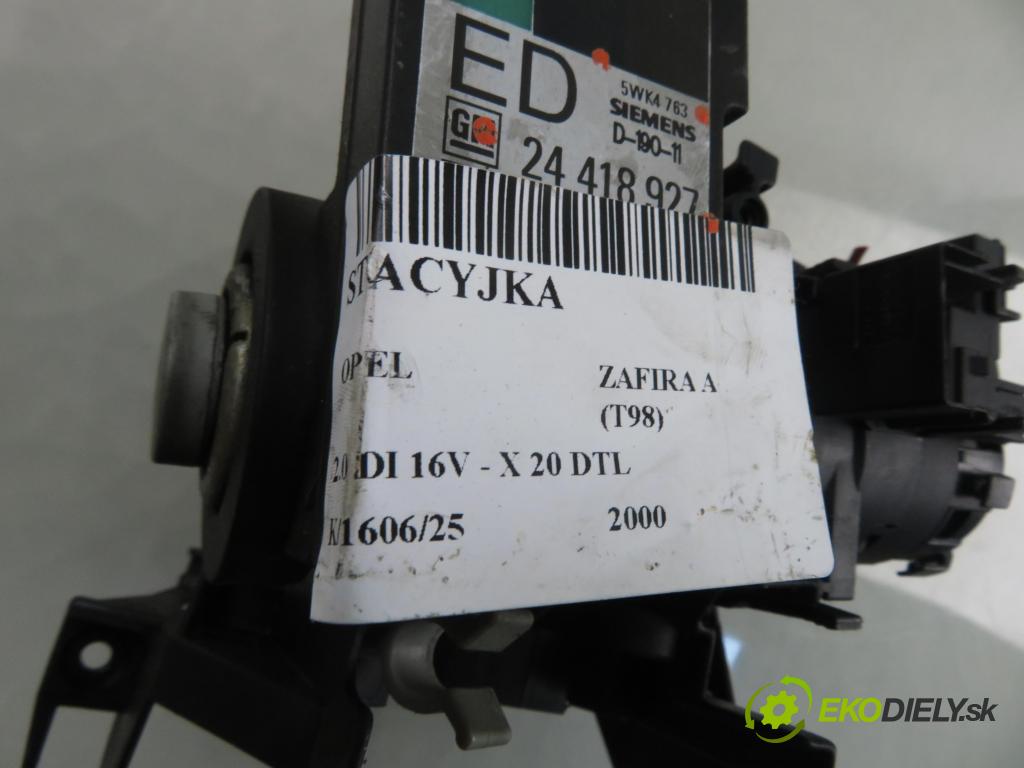 ED
5WK4 763
SIEMENS
D-190-11
GM
24 418 927
STACYJKA
OPEL
ZAFIRA A
(T98)
2.0 DI 16V - X 20 DTL
K/1606/25
2000
EKODIELY.sk